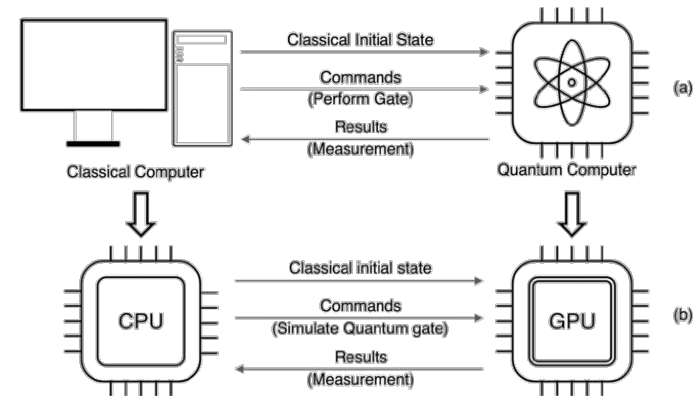 Classical Initial State
Commands
(Perform Gate)
(a)
Results
(Measurement)
Classical Computer
Quantum Computer
Classical initial state
CPU
Commands
(Simulate Quantum gate)
GPU
(b)
Results
(Measurement)